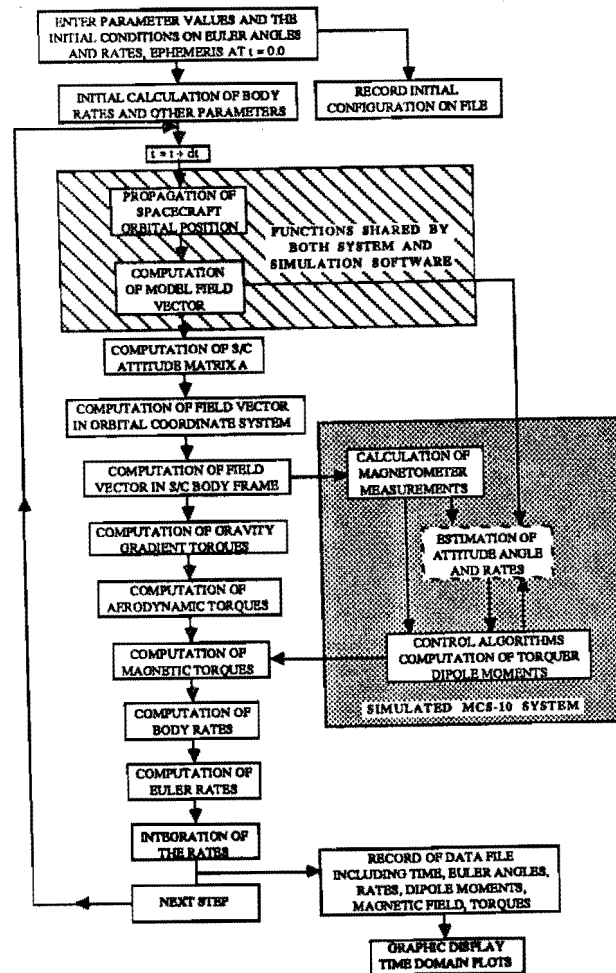 ENTER PARAMETER VALUES AND THE
INITIAL CONDITIONS ON EULER ANGLES
AND RATES, EPHEMERIS AT t = 0.0
INITIAL CALCULATION OF BODY
RATES AND OTHER PARAMETERS
RECORD INITIAL
CONFIGURATION ON FILE
t = t + dt
PROPAGATION OF
SPACECRAFT
ORBITAL POSITION
FUNCTIONS SHARED BY
BOTH SYSTEM AND
SIMULATION SOFTWARE
COMPUTATION
OF MODEL FIELD
VECTOR
COMPUTATION OF S/C
ATTITUDE MATRIX A
COMPUTATION OF FIELD VECTOR
IN ORBITAL COORDINATE SYSTEM
COMPUTATION OF FIELD
VECTOR IN S/C BODY FRAME
CALCULATION OF
MAGNETOMETER
MEASUREMENTS
COMPUTATION OF GRAVITY
GRADIENT TORQUES
ESTIMATION OF
ATTITUDE ANGLE
AND RATES
COMPUTATION OF
AERODYNAMIC TORQUES
COMPUTATION OF
MAGNETIC TORQUES
CONTROL ALGORITHMS
COMPUTATION OF TORQUER
DIPOLE MOMENTS
SIMULATED MCS-10 SYSTEM
COMPUTATION OF
BODY RATES
COMPUTATION OF
EULER RATES
INTEGRATION OF
THE RATES
NEXT STEP
RECORD OF DATA FILE
INCLUDING TIME, EULER ANGLES,
RATES, DIPOLE MOMENTS,
MAGNETIC FIELD, TORQUES
GRAPHIC DISPLAY
TIME DOMAIN PLOTS